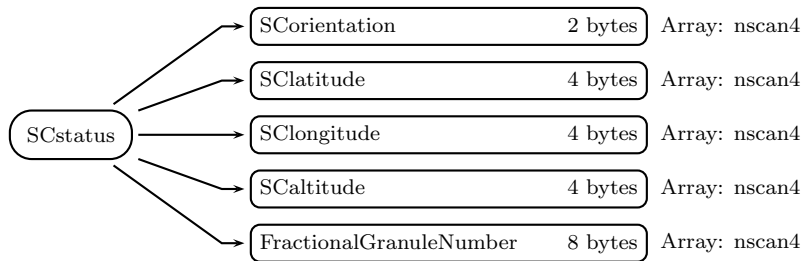 SCorientation 2 bytes Array: nscan4
SClatitude 4 bytes Array: nscan4
SCstatus SClongitude 4 bytes Array: nscan4
SCaltitude 4 bytes Array: nscan4
FractionalGranuleNumber 8 bytes Array: nscan4